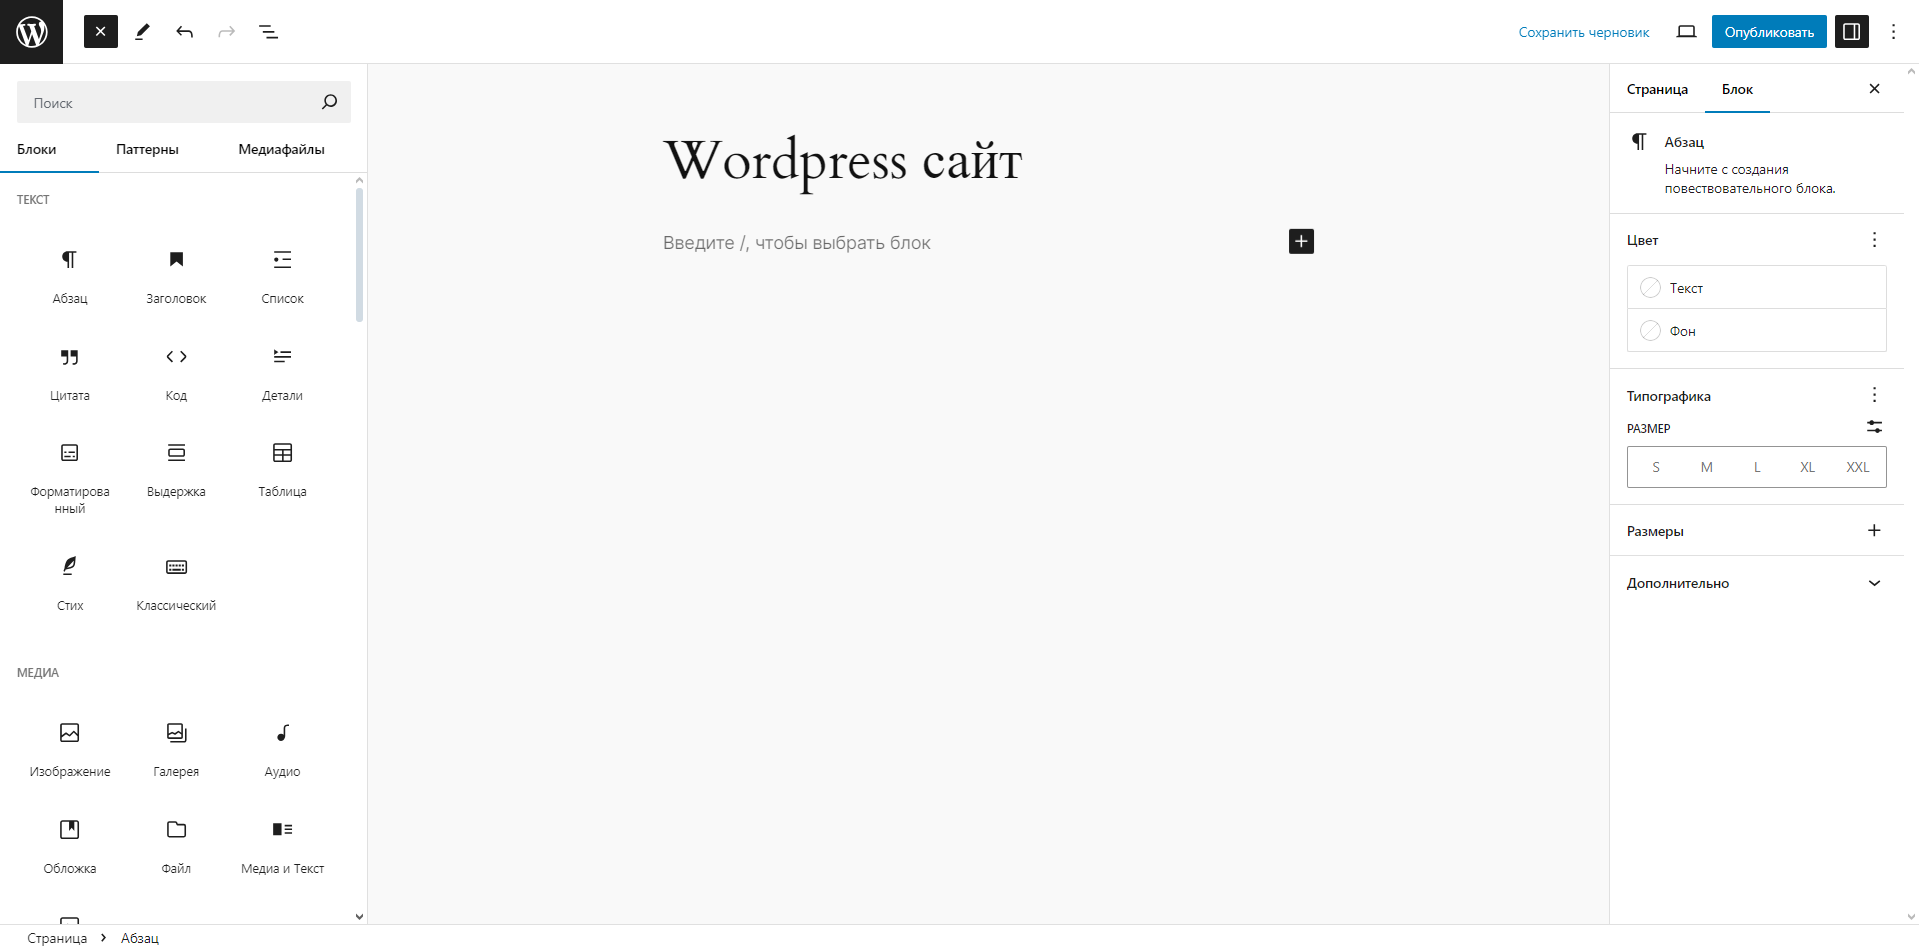 Сохранить черновик
Опубликовать
Поиск
Блоки Паттерны Медиафайлы
ТЕКСТ
Абзац Заголовок Список
Цитата Код Детали
Форматирова
нный
Выдержка Таблица
Стих Классический
МЕДИА
Изображение Галерея Аудио
Обложка Файл Медиа и Текст
Wordpress сайт
Введите /, чтобы выбрать блок
Страница Блок
Абзац
Начните с создания
повествовательного блока.
Цвет
Текст
Фон
Типографика
РАЗМЕР
S M L XL XXL
Размеры
Дополнительно
Страница Абзац